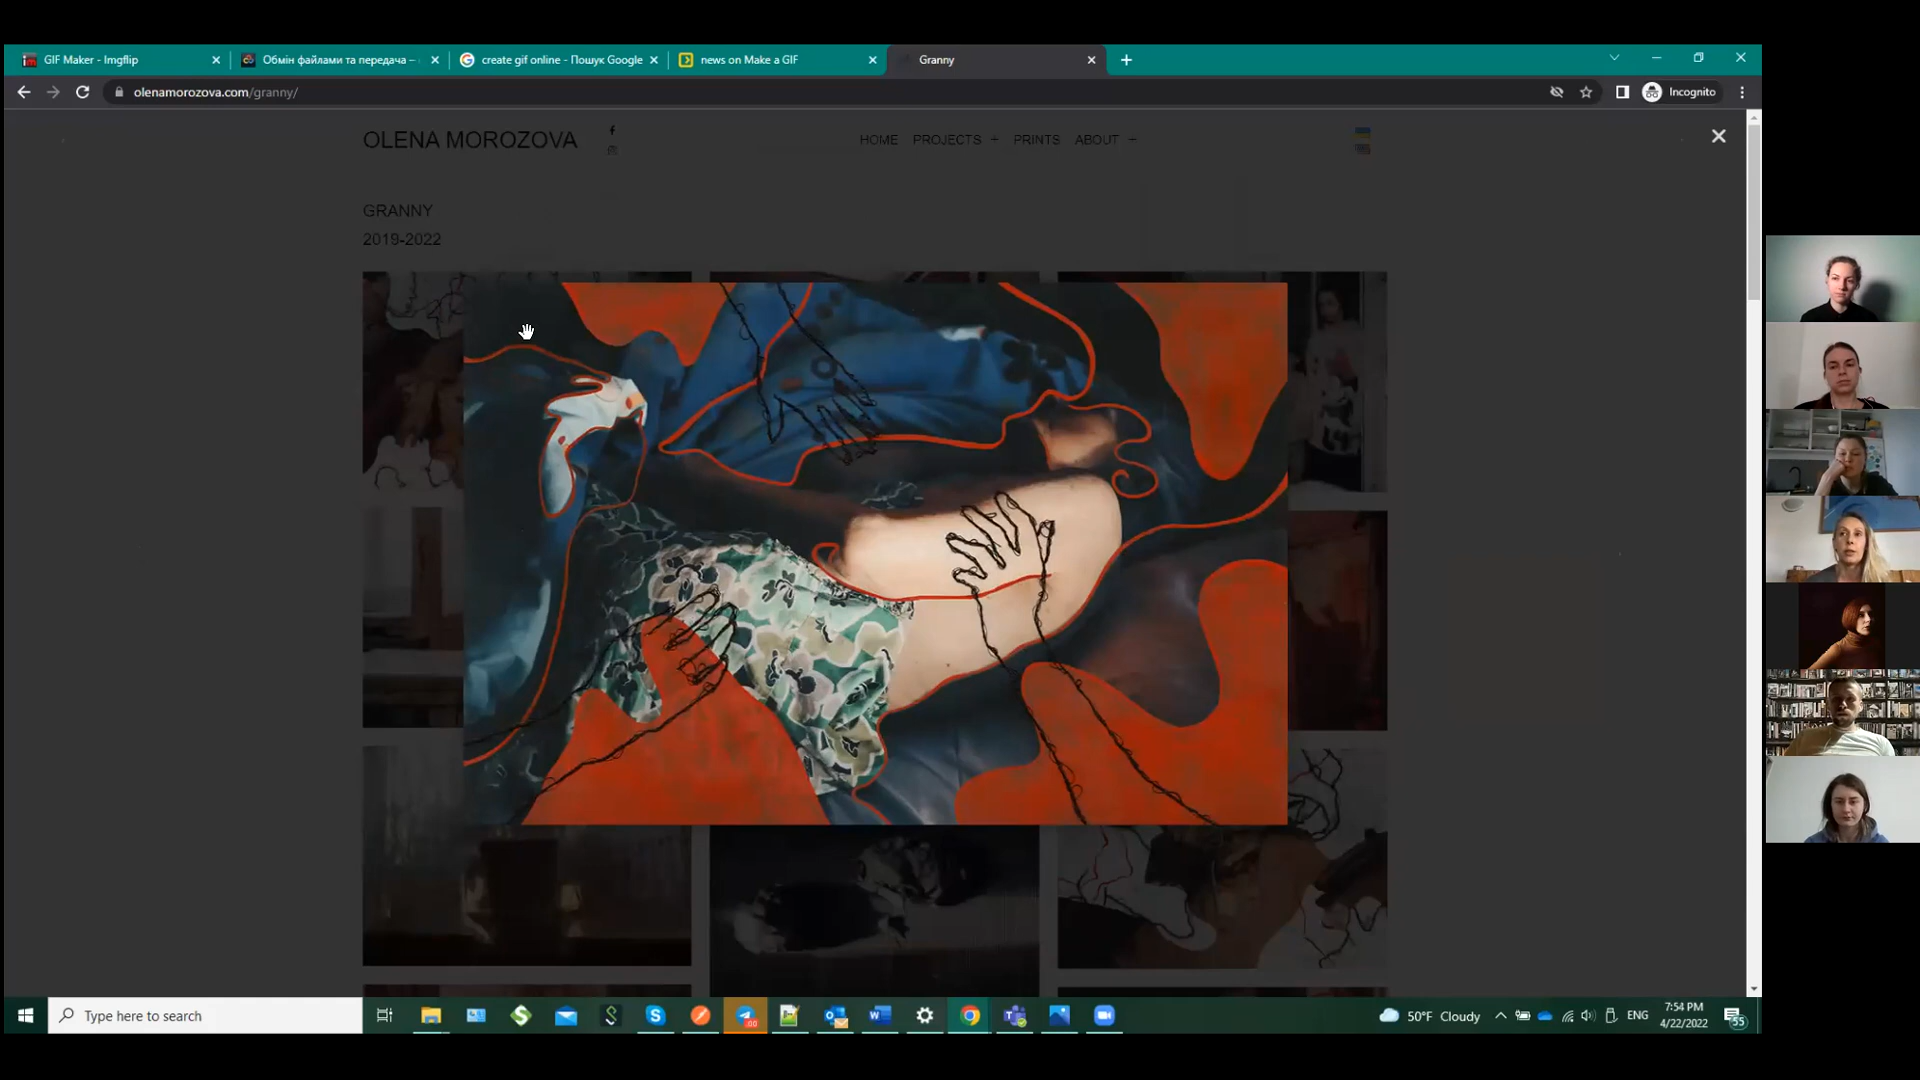 GIF Maker - Imgflip
Обмін файлами та передача –
create gif online - Пошук Google
news on Make a GIF
Granny
olenamorozova.com/granny/
Incognito
OLENA MOROZOVA
HOME PROJECTS PRINTS ABOUT
GRANNY
2019-2022
Type here to search
50°F Cloudy
ENG
7:54 PM
4/22/2022
55